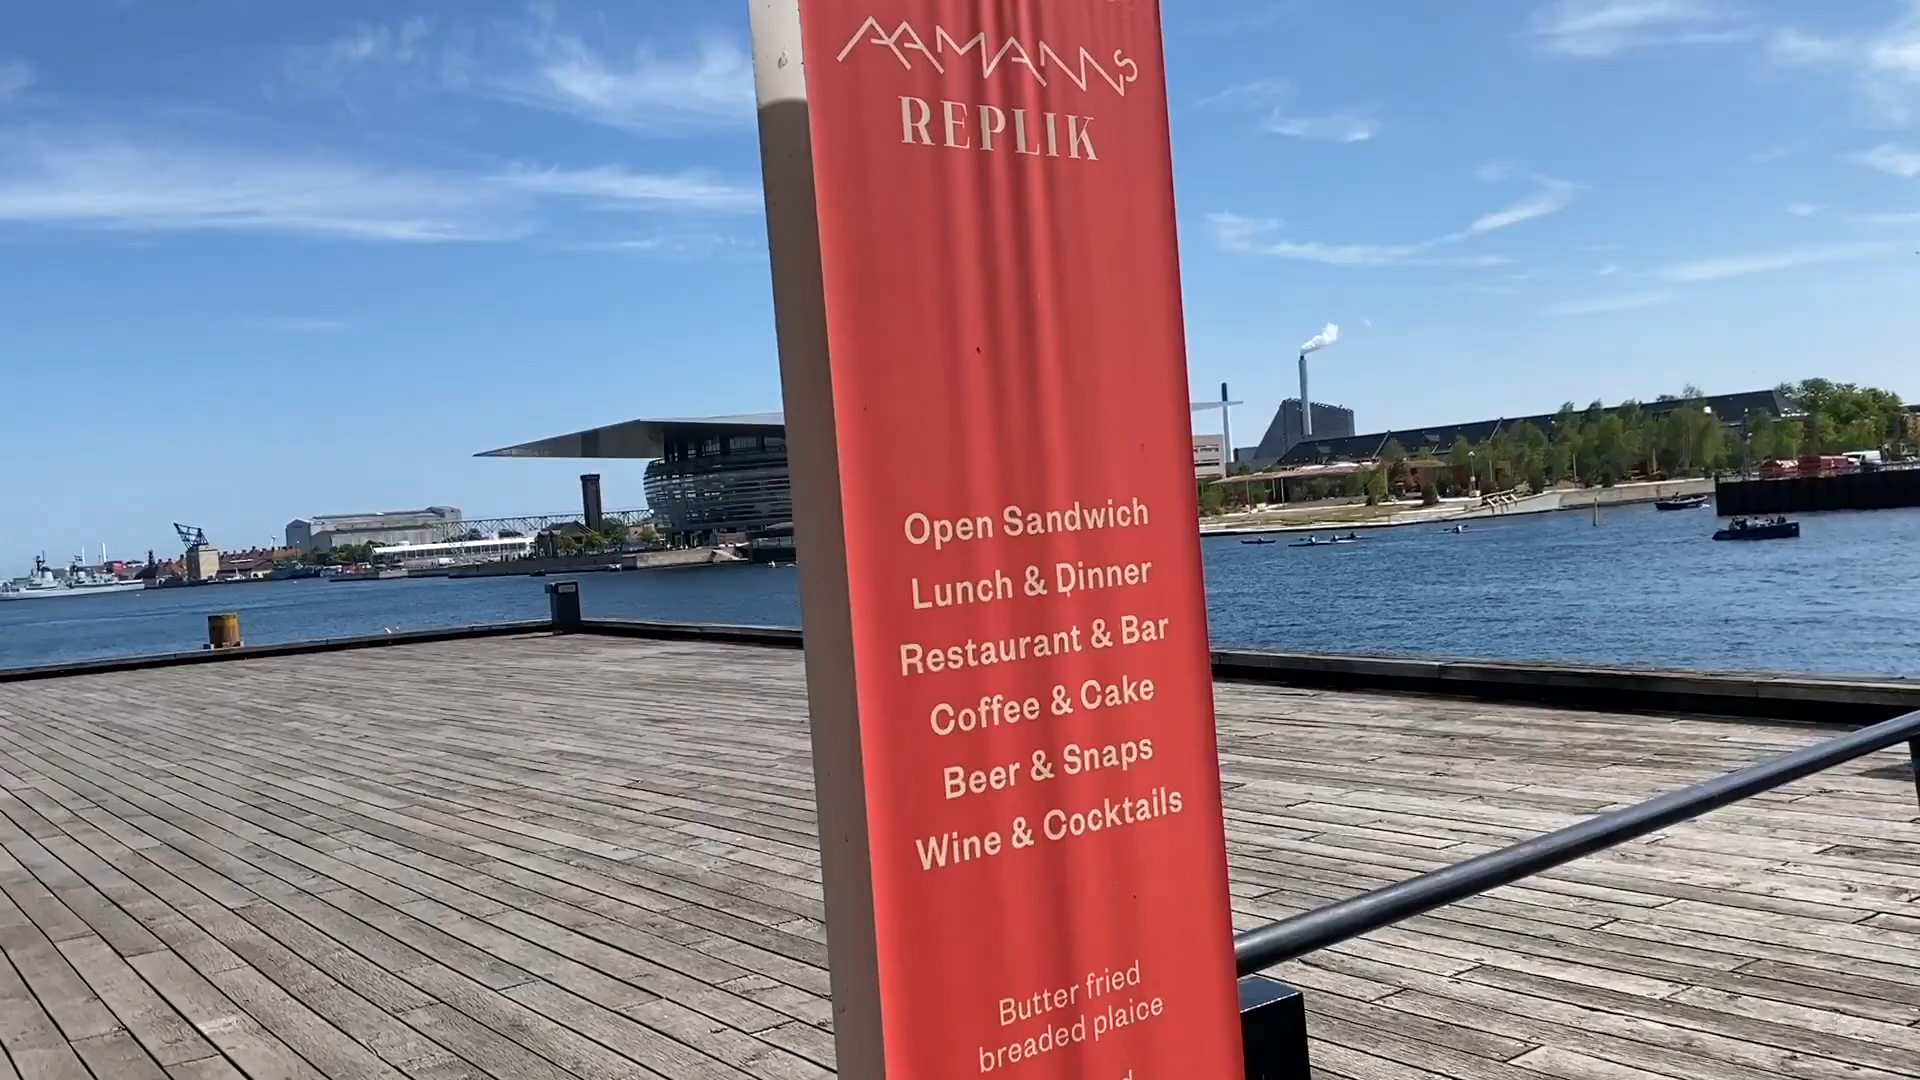 AAMANNS
REPLIK
Open Sandwich
Lunch & Dinner
Restaurant & Bar
Coffee & Cake
Beer & Snaps
Wine & Cocktails
Butter fried
breaded plaice